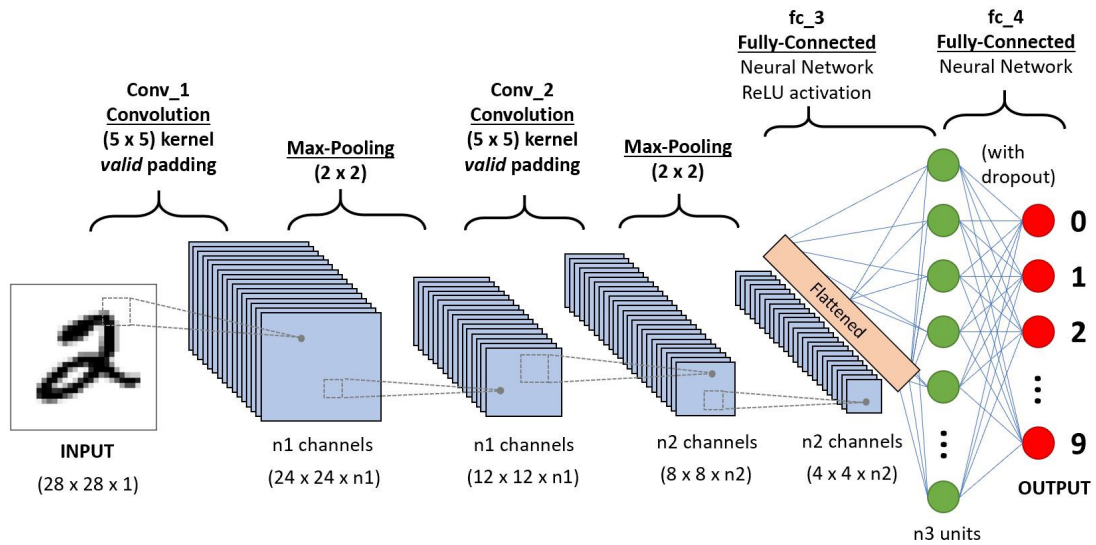 fc_3
Fully-Connected
Neural Network
ReLU activation
fc_4
Fully-Connected
Neural Network
Conv_1
Convolution
(5 x 5) kernel
valid padding
Max-Pooling
(2 x 2)
Conv_2
Convolution
(5 x 5) kernel
valid padding
Max-Pooling
(2 x 2)
(with
dropout)
Flattened
0
1
2
9
INPUT
(28 x 28 x 1)
n1 channels
(24 x 24 x n1)
n1 channels
(12 x 12 x n1)
n2 channels
(8 x 8 x n2)
n2 channels
(4 x 4 x n2)
OUTPUT
n3 units